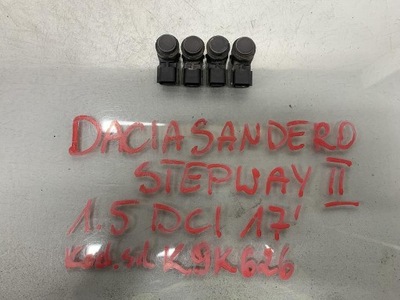 DACIA SANDERO
STEPWAY II
1.5 DCI 17'
Kod. sil K9K626